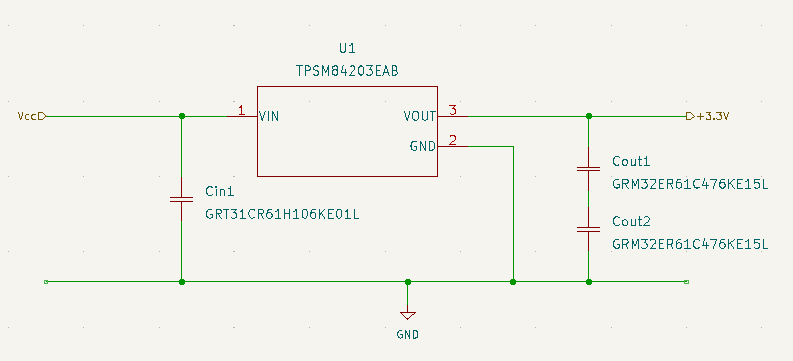 U1
TPSM84203EAB
Vcc
1
VIN
VOUT
3
+3.3V
GND
2
Cout1
GRM32ER61C476KE15L
Cin1
GRT31CR61H106KE01L
Cout2
GRM32ER61C476KE15L
GND